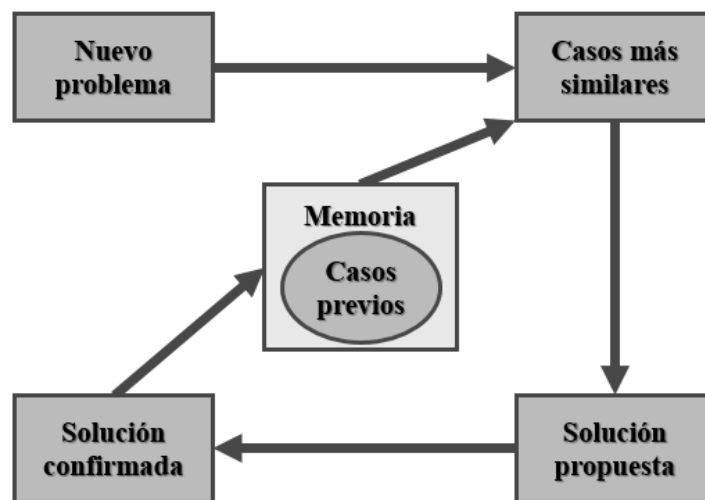 Nuevo
problema
Casos más
similares
Memoria
Casos
previos
Solución
confirmada
Solución
propuesta